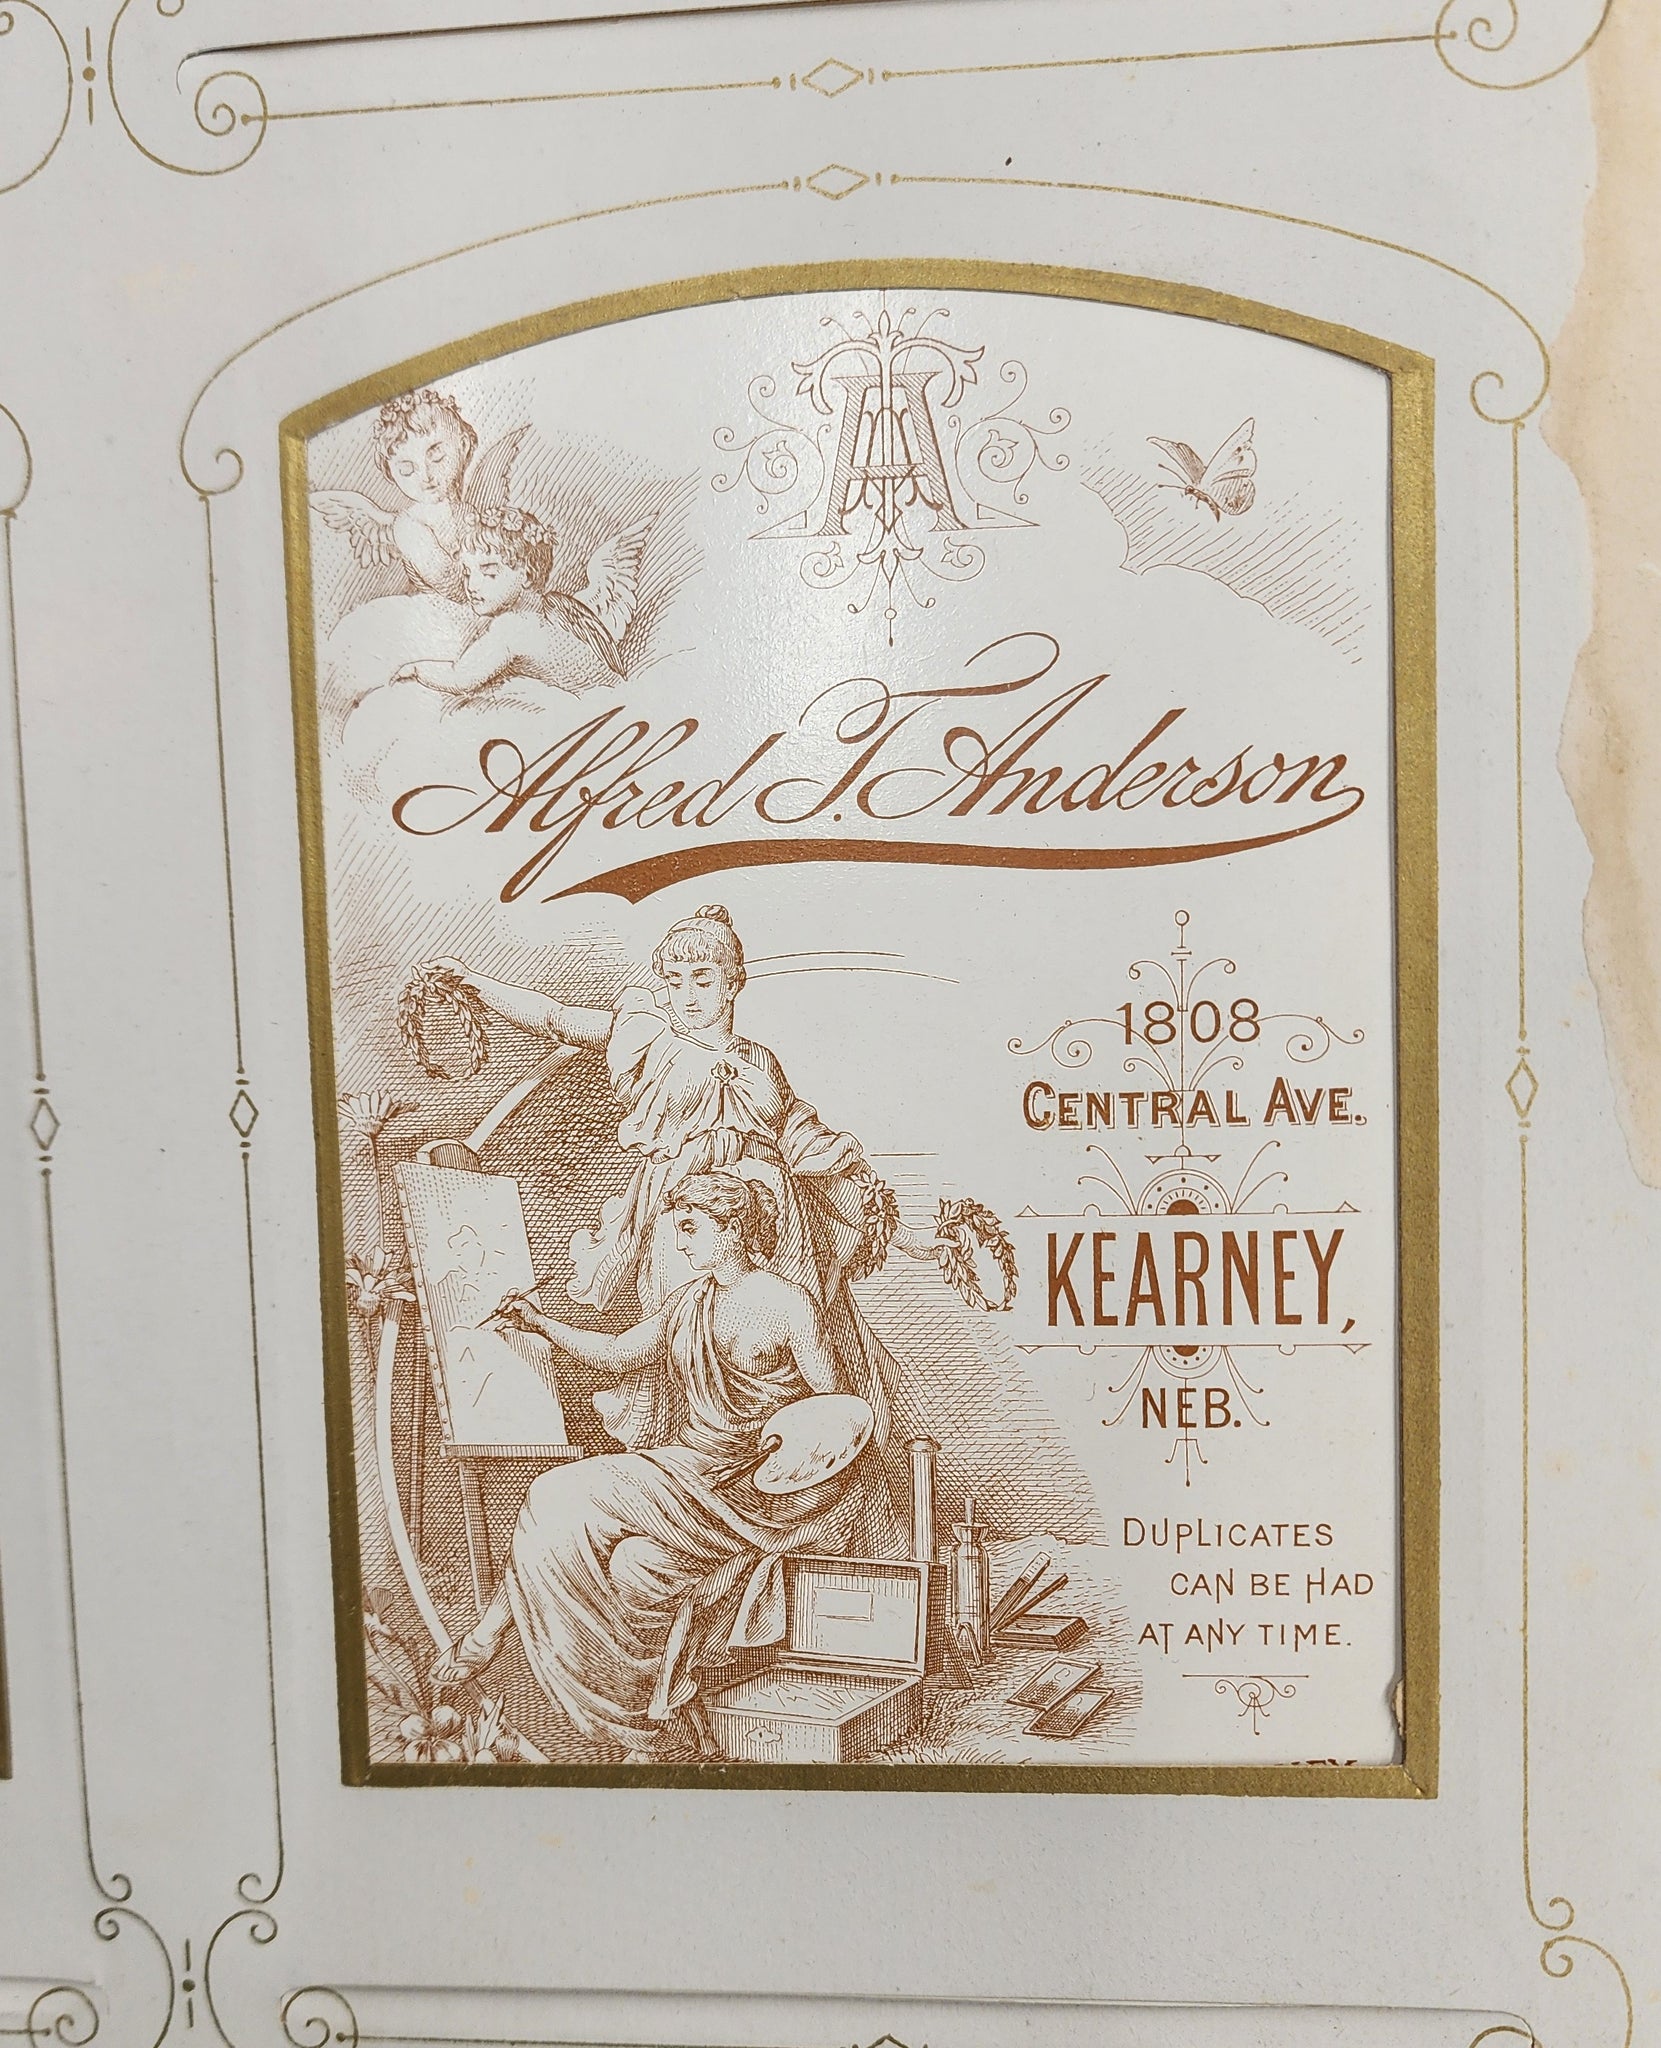 Alfred T. Anderson
1808
CENTRAL AVE.
KEARNEY,
NEB.
DUPLICATES
CAN BE HAD
AT ANY TIME.